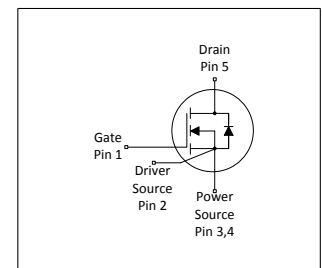 Drain
Pin 5
Gate
Pin 1
Driver
Source
Pin 2
Power
Source
Pin 3,4